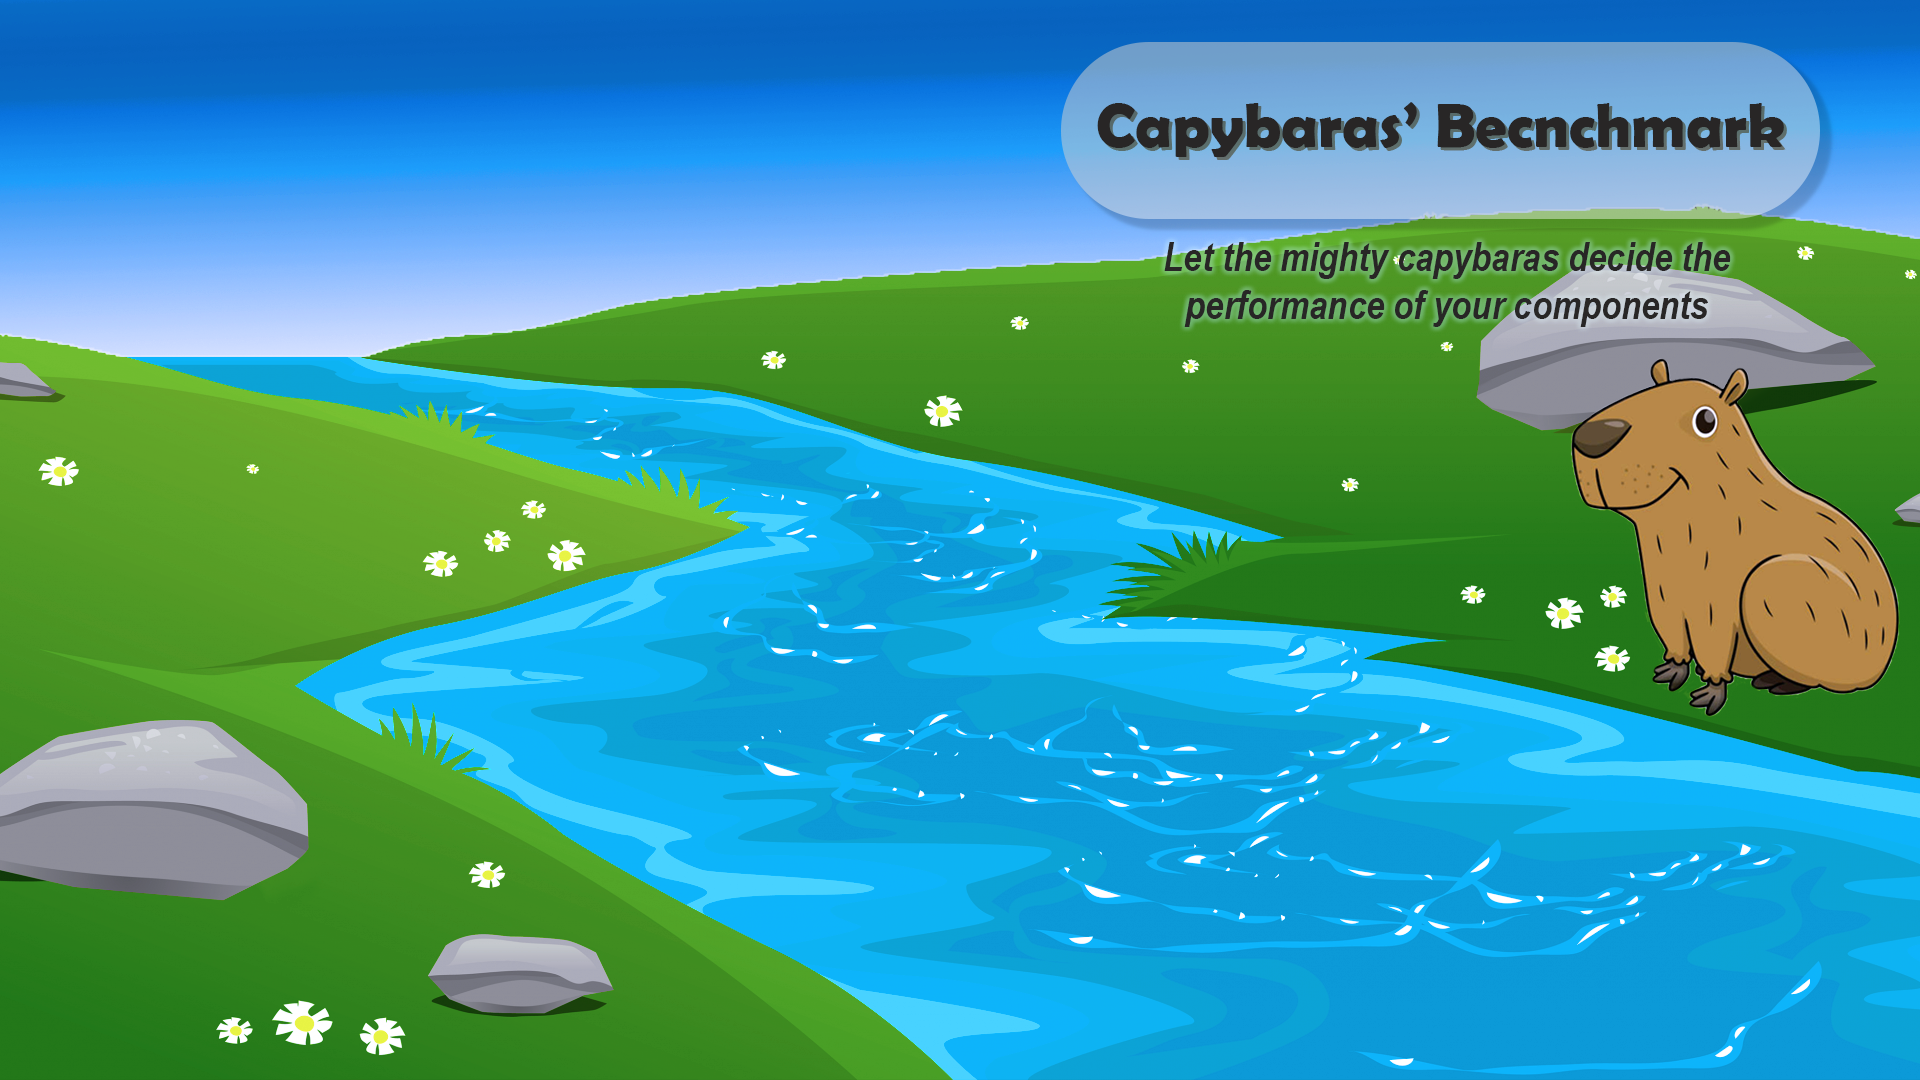 Capybaras’ Becnchmark
Let the mighty capybaras decide the
performance of your components